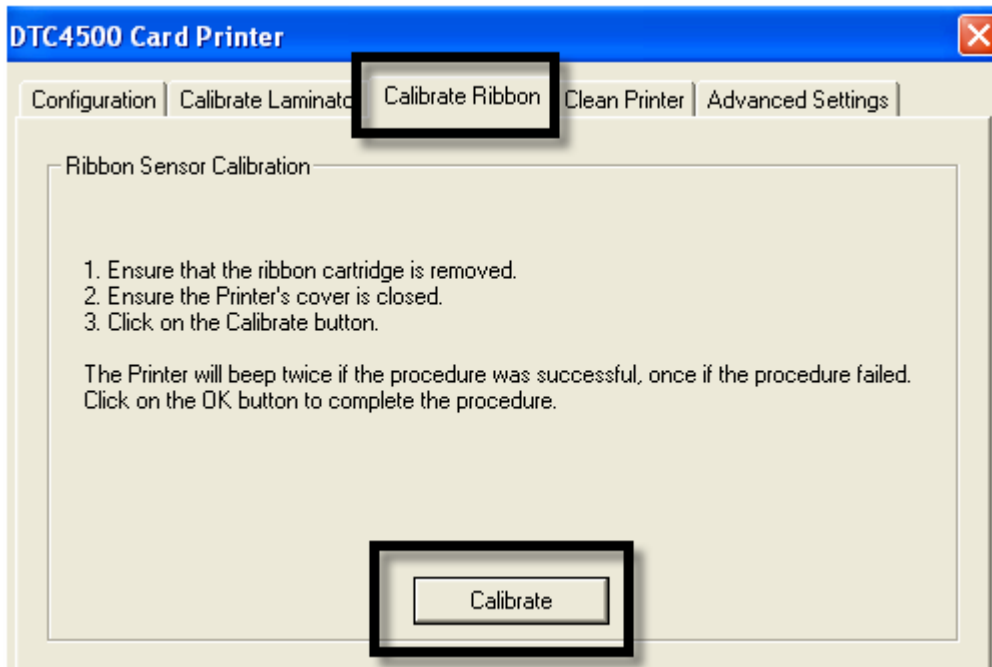 DTC4500 Card Printer
Configuration Calibrate Laminato Calibrate Ribbon Clean Printer Advanced Settings
Ribbon Sensor Calibration
1. Ensure that the ribbon cartridge is removed.
2. Ensure the Printer's cover is closed.
3. Click on the Calibrate button.
The Printer will beep twice if the procedure was successful, once if the procedure failed.
Click on the OK button to complete the procedure.
Calibrate